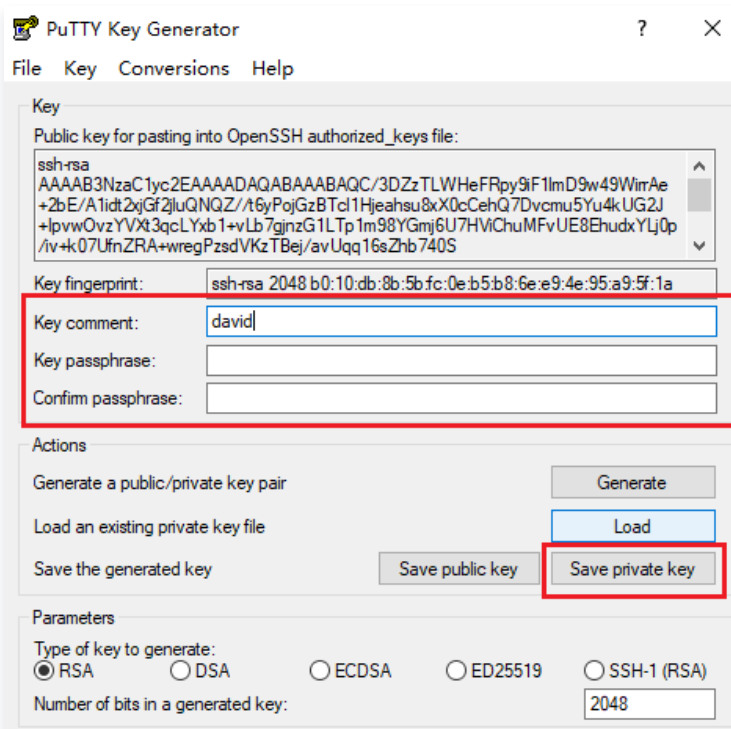 PuTTY Key Generator ? ×
File Key Conversions Help
Key
Public key for pasting into OpenSSH authorized_keys file:
ssh-rsa
AAAAB3NzaC1yc2EAAAADAQABAAABAQC/3DZzTLWHeFRpy9iF1ImD9w49WirrAe
+2bE/A1idt2xjGf2jluQNQZ//t6yPojGzBTcl1Hjeahsu8xX0cCehQ7Dvcmu5Yu4kUG2J
+lpvwOvzYVXt3qcLYxb1+vLb7gjnzG1LTp1m98YGmj6U7HViChuMFvUE8EhudxYLj0p
/iv+k07UfnZRA+wregPzsdVKzTBej/avUqq16sZhb740S
Key fingerprint: ssh-rsa 2048 b0:10:db:8b:5b:fc:0e:b5:b8:6e:e9:4e:95:a9:5f:1a
Key comment: david
Key passphrase:
Confirm passphrase:
Actions
Generate a public/private key pair Generate
Load an existing private key file Load
Save the generated key Save public key Save private key
Parameters
Type of key to generate:
RSA DSA ECDSA ED25519 SSH-1 (RSA)
Number of bits in a generated key: 2048